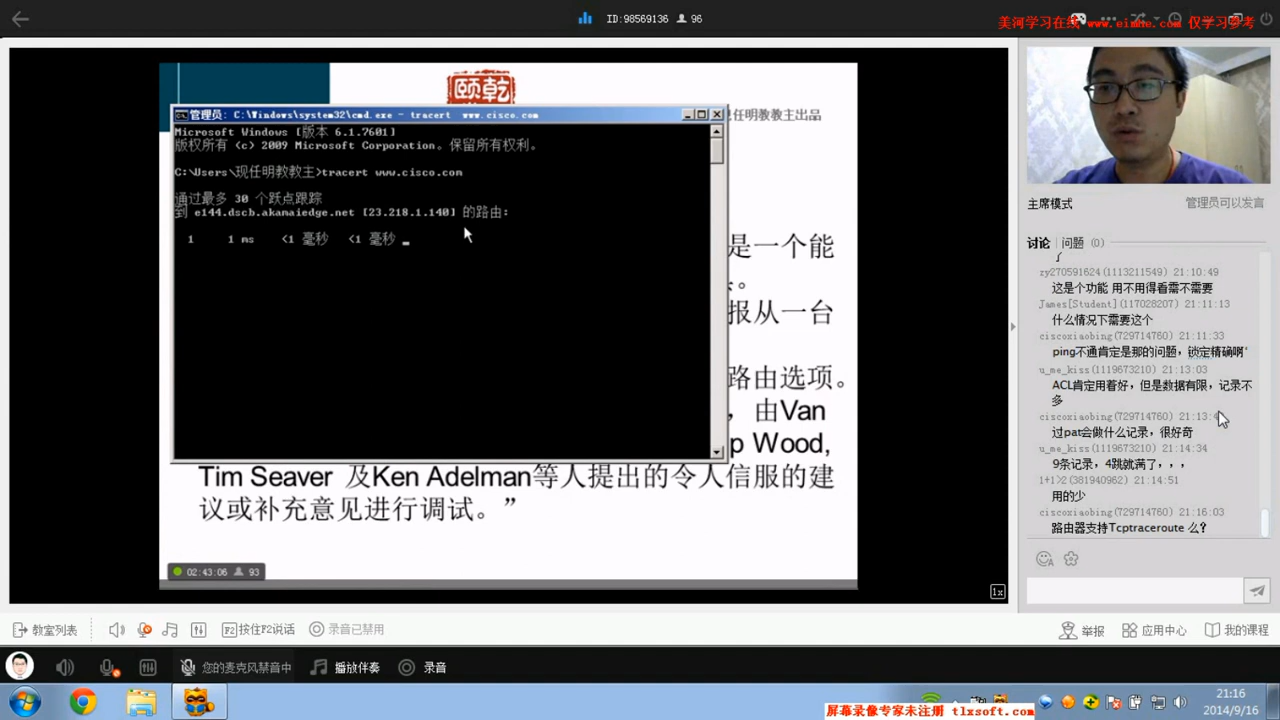 ID:98569136 96
美河学习在线 www.eimhe.com 仅学习参考
颐乾
现任明教教主出品
管理员: C:\Windows\system32\cmd.exe - tracert www.cisco.com
Microsoft Windows [版本 6.1.7601]
版权所有 <c> 2009 Microsoft Corporation。保留所有权利。
C:\Users\现任明教教主>tracert www.cisco.com
通过最多 30 个跃点跟踪
到 e144.dscb.akamaiedge.net [23.218.1.140] 的路由:
1 1 ms <1 毫秒 <1 毫秒
是一个能
。
报从一台
路由选项。
，由Van
p Wood,
Tim Seaver 及Ken Adelman等人提出的令人信服的建
议或补充意见进行调试。”
02:43:06 93
1x
主席模式 管理员可以发言
讨论 问题 (0)
zy270591624(1113211549) 21:10:49
这是个功能 用不用得看需不需要
James[Student](117028207) 21:11:13
什么情况下需要这个
ciscoxiaobing(729714760) 21:11:33
ping不通肯定是那的问题，锁定精确啊
u_me_kiss(1119673210) 21:13:03
ACL肯定用着好，但是数据有限，记录不
多
ciscoxiaobing(729714760) 21:13:4
过pat会做什么记录，很好奇
u_me_kiss(1119673210) 21:14:34
9条记录，4跳就满了，，，
1+1>2(381940962) 21:14:51
用的少
ciscoxiaobing(729714760) 21:16:03
路由器支持Tcptraceroute 么?
教室列表 F2 按住F2说话 录音已禁用 举报 应用中心 我的课程
您的麦克风禁音中 播放伴奏 录音
21:16
2014/9/16
屏幕录像专家未注册 tlxsoft.com